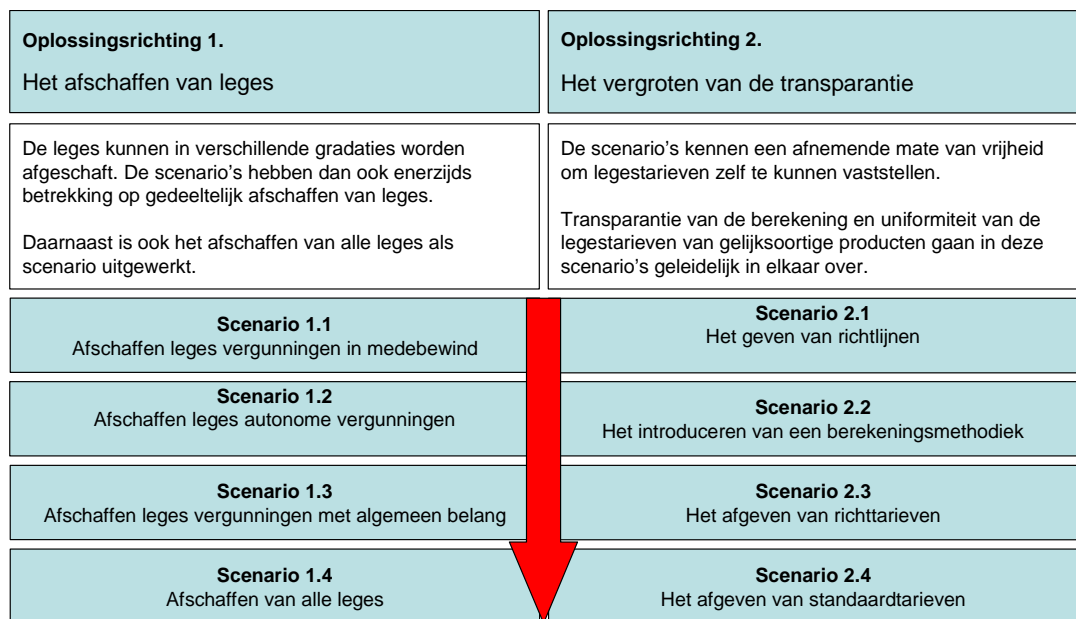 Oplossingsrichting 1.
Het afschaffen van leges
De leges kunnen in verschillende gradaties worden
afgeschaft. De scenario's hebben dan ook enerzijds
betrekking op gedeeltelijk afschaffen van leges.
Daarnaast is ook het afschaffen van alle leges als
scenario uitgewerkt.
Scenario 1.1
Afschaffen leges vergunningen in medebewind
Scenario 1.2
Afschaffen leges autonome vergunningen
Scenario 1.3
Afschaffen leges vergunningen met algemeen belang
Scenario 1.4
Afschaffen van alle leges
Oplossingsrichting 2.
Het vergroten van de transparantie
De scenario's kennen een afnemende mate van vrijheid
om legestarieven zelf te kunnen vaststellen.
Transparantie van de berekening en uniformiteit van de
legestarieven van gelijksoortige producten gaan in deze
scenario's geleidelijk in elkaar over.
Scenario 2.1
Het geven van richtlijnen
Scenario 2.2
Het introduceren van een berekeningsmethodiek
Scenario 2.3
Het afgeven van richttarieven
Scenario 2.4
Het afgeven van standaardtarieven